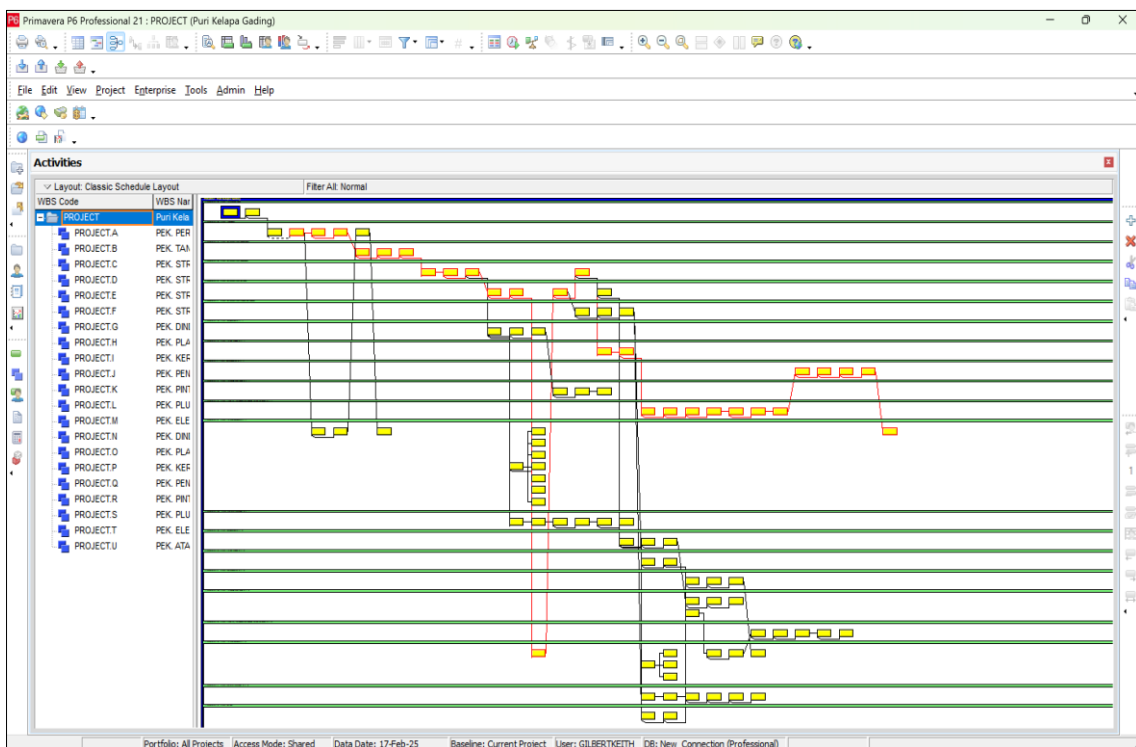 P6 Primavera P6 Professional 21 : PROJECT (Puri Kelapa Gading)
File Edit View Project Enterprise Tools Admin Help
Activities
Layout: Classic Schedule Layout Filter All: Normal
WBS Code WBS Nar
PROJECT Puri Kela
PROJECT.A PEK. PER
PROJECT.B PEK. TAN
PROJECT.C PEK. STR
PROJECT.D PEK. STR
PROJECT.E PEK. STR
PROJECT.F PEK. STR
PROJECT.G PEK. DINI
PROJECT.H PEK. PLA
PROJECT.I PEK. KER
PROJECT.J PEK. PEN
PROJECT.K PEK. PINT
PROJECT.L PEK. PLU
PROJECT.M PEK. ELE
PROJECT.N PEK. DINI
PROJECT.O PEK. PLA
PROJECT.P PEK. KER
PROJECT.Q PEK. PEN
PROJECT.R PEK. PINT
PROJECT.S PEK. PLU
PROJECT.T PEK. ELE
PROJECT.U PEK. ATA
Portfolio: All Projects Access Mode: Shared Data Date: 17-Feb-25 Baseline: Current Project User: GILBERTKEITH DB: New_Connection (Professional)